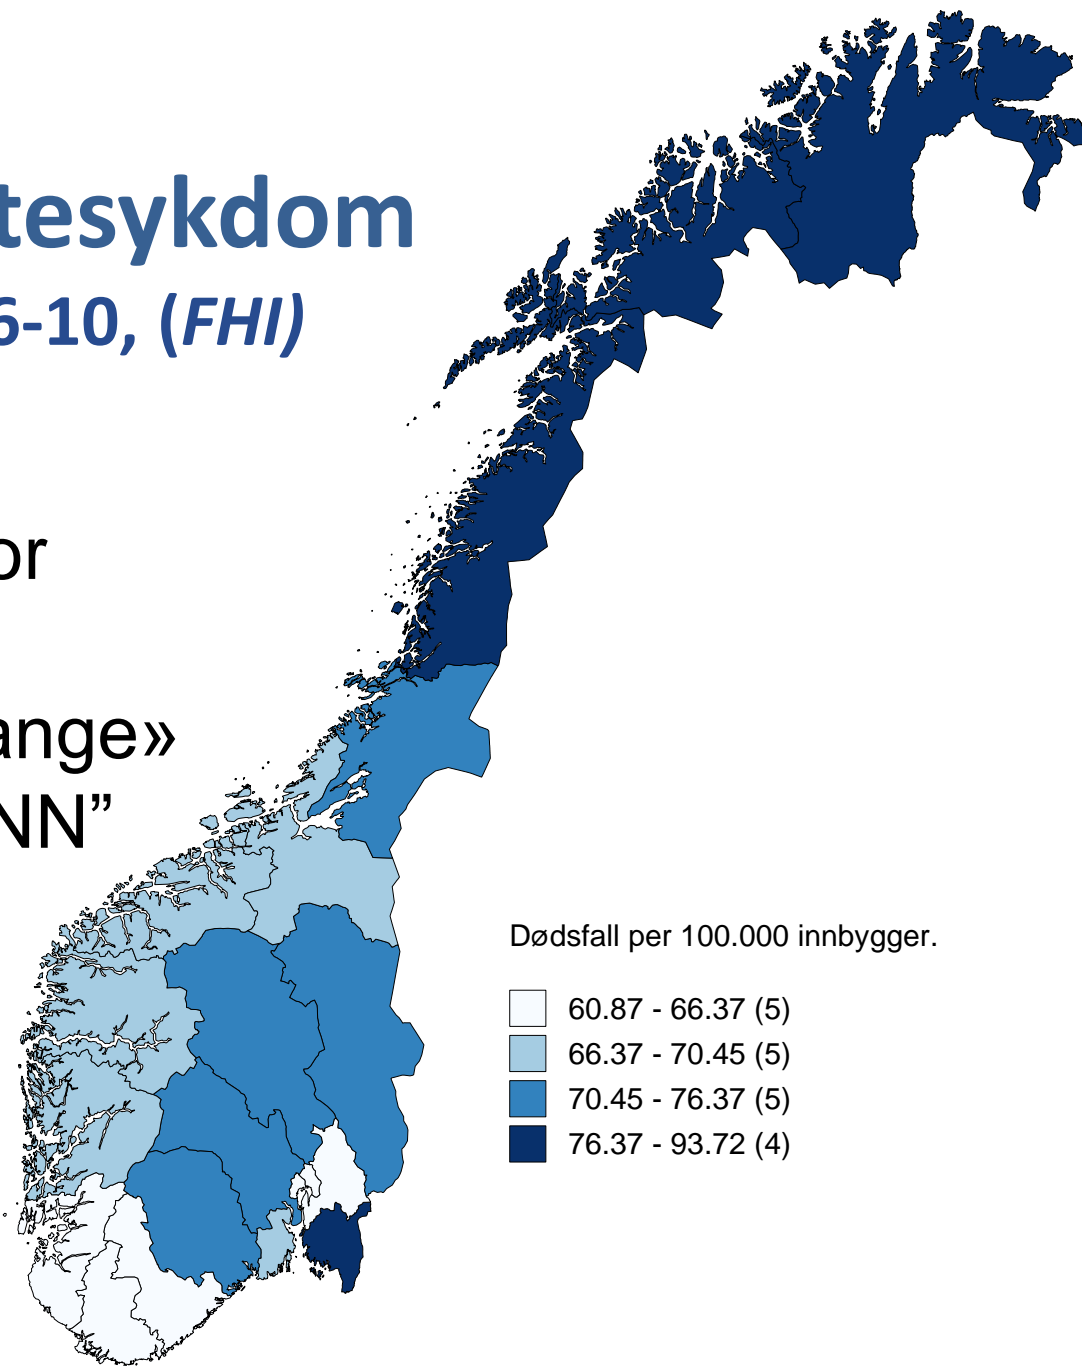 tesykdom
6-10, (FHI)
or
ange»
NN”
Dødsfall per 100.000 innbygger.
60.87 - 66.37 (5)
66.37 - 70.45 (5)
70.45 - 76.37 (5)
76.37 - 93.72 (4)